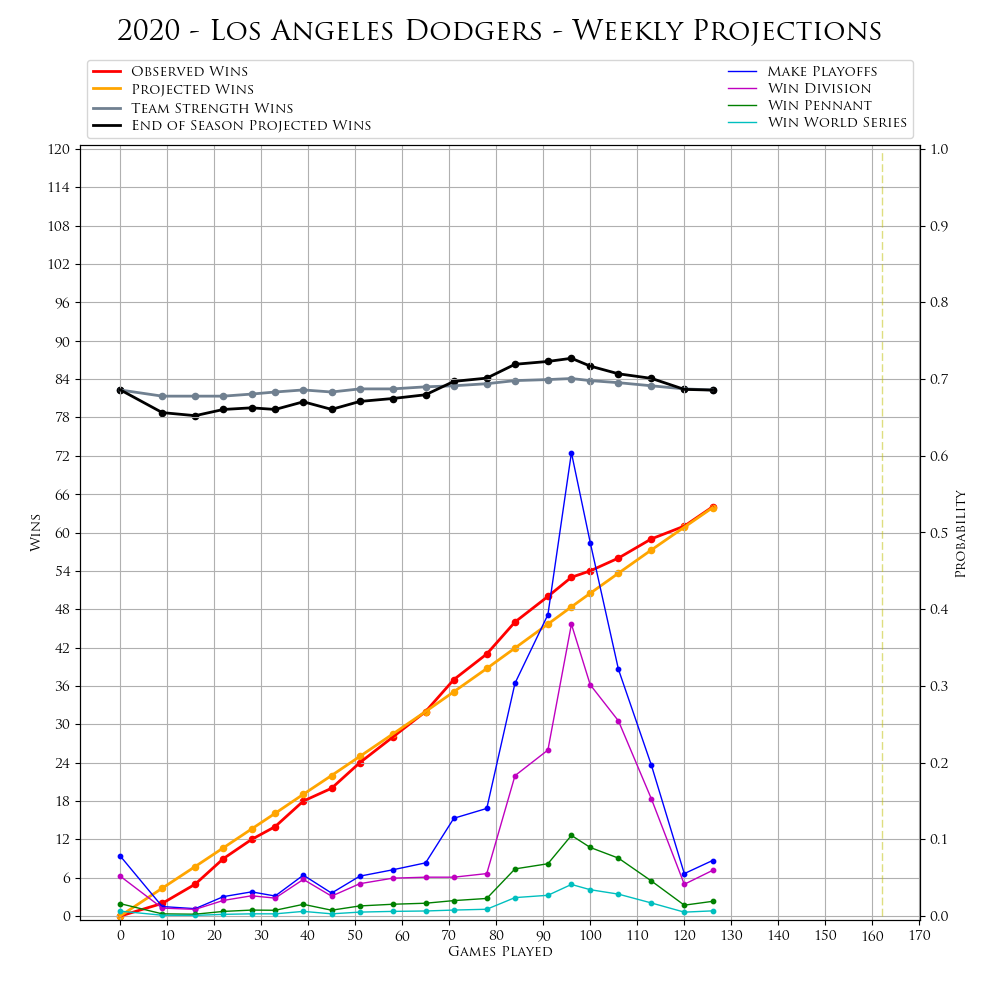 2020 - Los Angeles Dodgers - Weekly Projections
Observed Wins
Projected Wins
Team Strength Wins
End of Season Projected Wins
Make Playoffs
Win Division
Win Pennant
Win World Series
120
114
108
102
96
90
84
78
72
66
60
54
48
42
36
30
24
18
12
6
0
Wins
1.0
0.9
0.8
0.7
0.6
0.5
0.4
0.3
0.2
0.1
0.0
Probability
0 10 20 30 40 50 60 70 80 90 100 110 120 130 140 150 160 170
Games Played